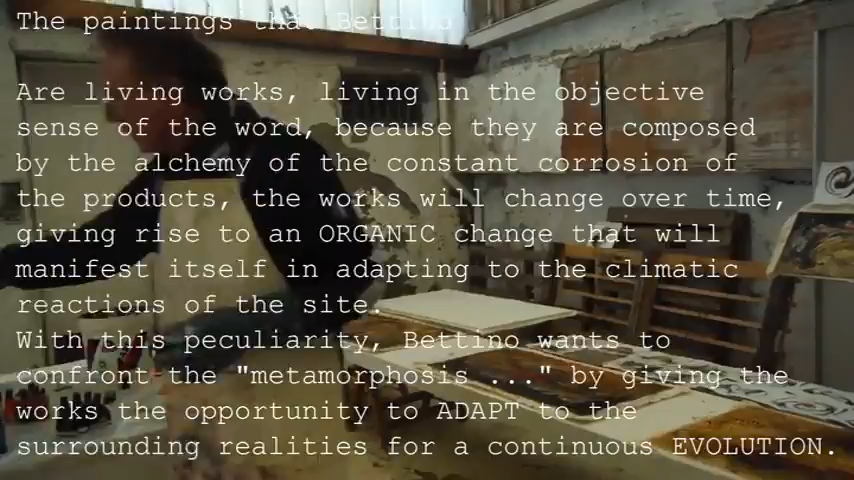 The paintings that Bettino
Are living works, living in the objective
sense of the word, because they are composed
by the alchemy of the constant corrosion of
the products, the works will change over time,
giving rise to an ORGANIC change that will
manifest itself in adapting to the climatic
reactions of the site.
With this peculiarity, Bettino wants to
confront the "metamorphosis ..." by giving the
works the opportunity to ADAPT to the
surrounding realities for a continuous EVOLUTION.